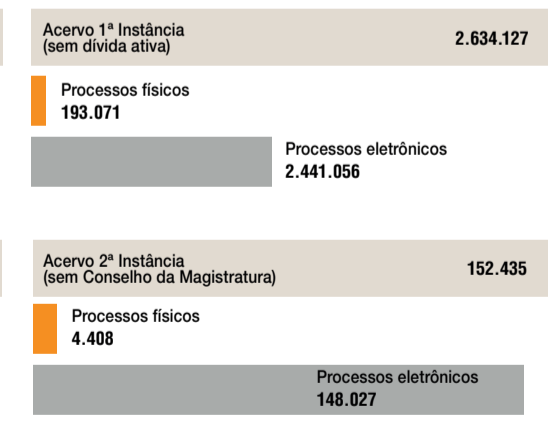 Acervo 1ª Instância
(sem dívida ativa)
2.634.127
Processos físicos
193.071
Processos eletrônicos
2.441.056
Acervo 2ª Instância
(sem Conselho da Magistratura)
152.435
Processos físicos
4.408
Processos eletrônicos
148.027